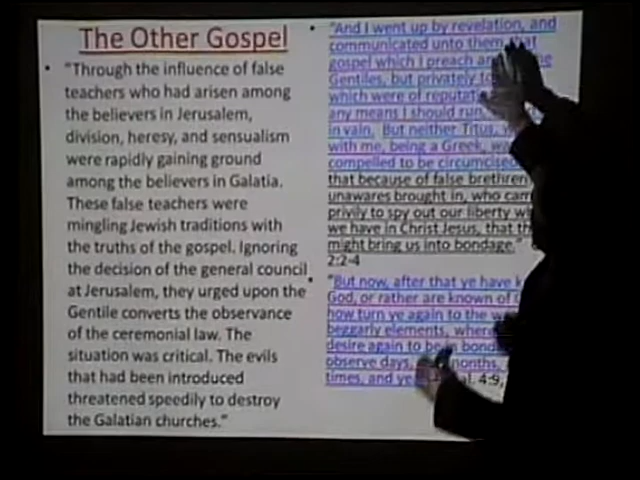 The Other Gospel
• "Through the influence of false
teachers who had arisen among
the believers in Jerusalem,
division, heresy, and sensualism
were rapidly gaining ground
among the believers in Galatia.
These false teachers were
mingling Jewish traditions with
the truths of the gospel. Ignoring
the decision of the general council
at Jerusalem, they urged upon the
Gentile converts the observance
of the ceremonial law. The
situation was critical. The evils
that had been introduced
threatened speedily to destroy
the Galatian churches."
• "And I went up by revelation, and
communicated unto them that
gospel which I preach
Gentiles, but privately
which were of
any means I should run,
in vain. But neither Titus,
with me, being a Greek,
compelled to be circumcised
that because of false brethren
unawares brought in, who
privily to spy out our liberty
we have in Christ Jesus, that
might bring us into bondage."
2:2-4
• "But now, after that ye have
God, or rather are known of
how turn ye again to the
beggarly elements,
desire again to be in
observe days,
times, and 4:9,